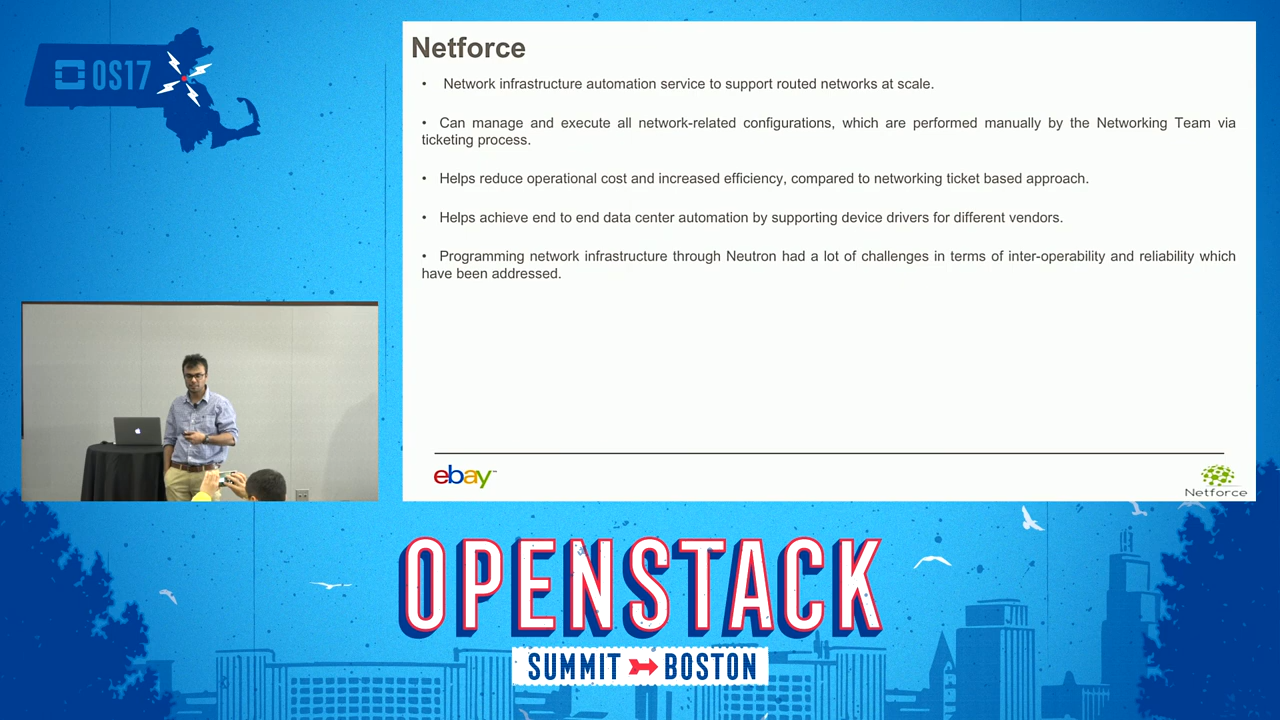 OS17
Netforce
• Network infrastructure automation service to support routed networks at scale.
• Can manage and execute all network-related configurations, which are performed manually by the Networking Team via
ticketing process.
• Helps reduce operational cost and increased efficiency, compared to networking ticket based approach.
• Helps achieve end to end data center automation by supporting device drivers for different vendors.
• Programming network infrastructure through Neutron had a lot of challenges in terms of inter-operability and reliability which
have been addressed.
ebay™
Netforce
OPENSTACK
SUMMIT BOSTON